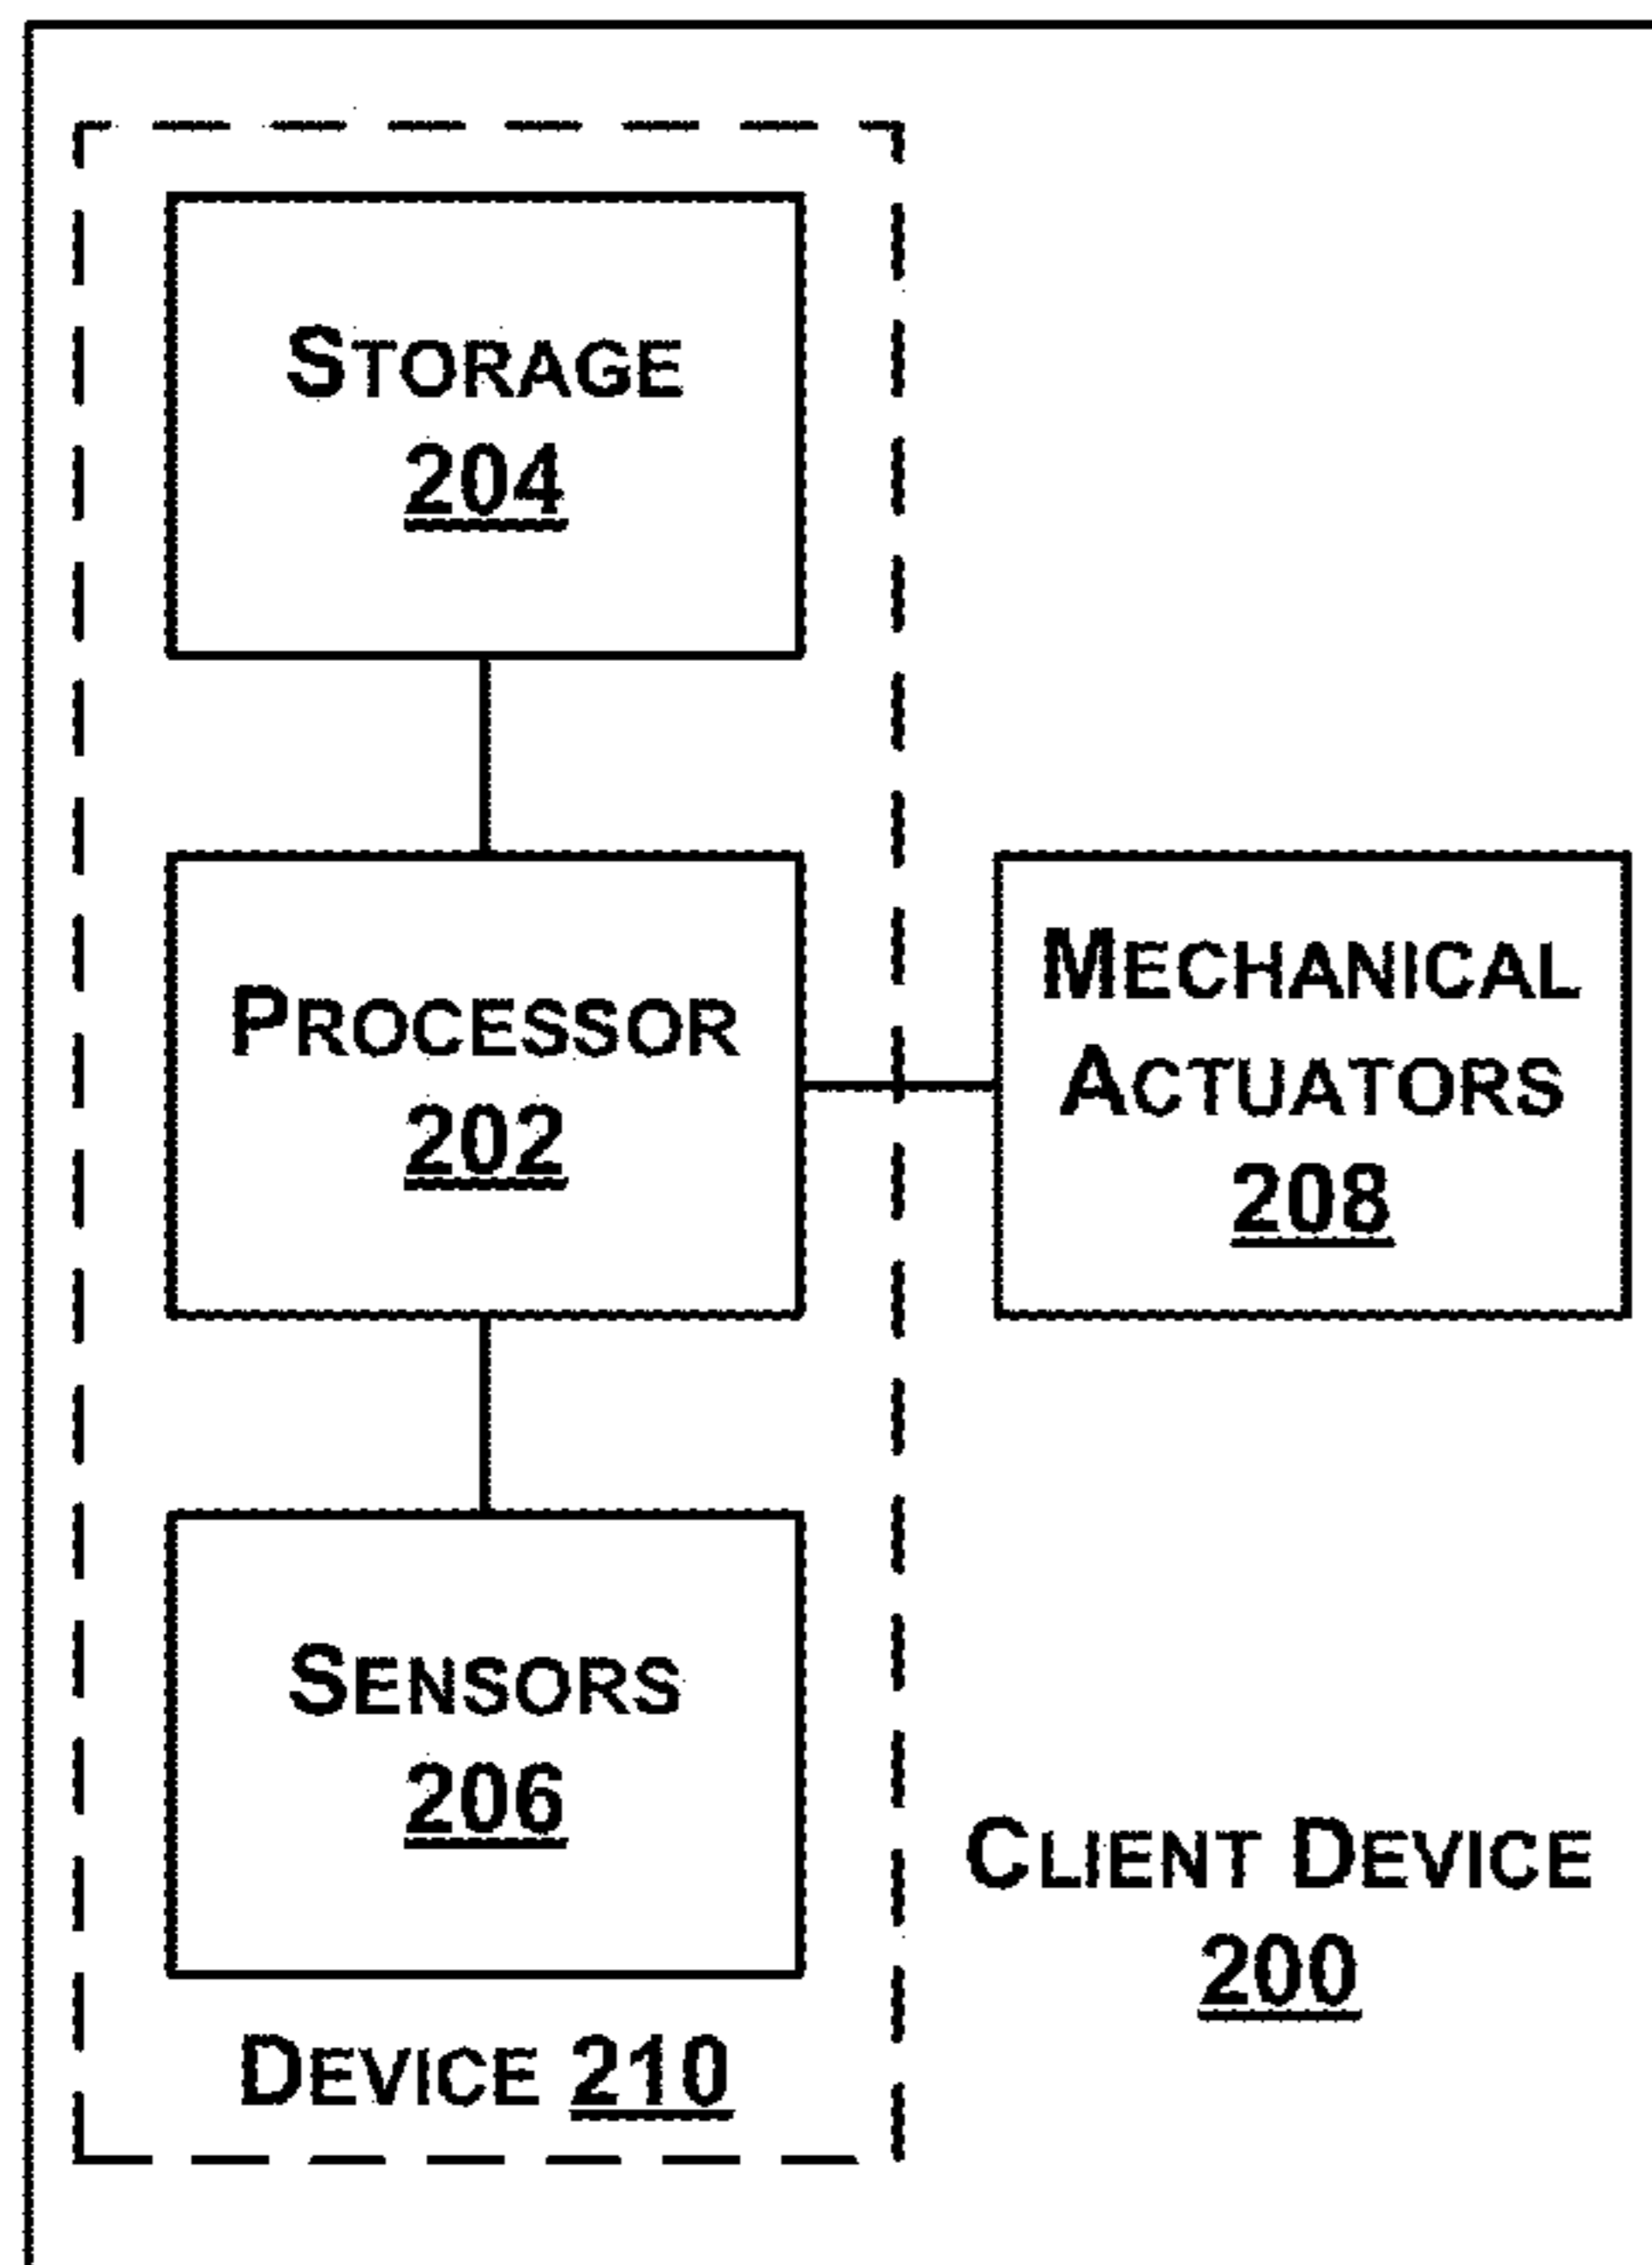 STORAGE
204
PROCESSOR
202
MECHANICAL
ACTUATORS
208
SENSORS
206
CLIENT DEVICE
200
DEVICE 210